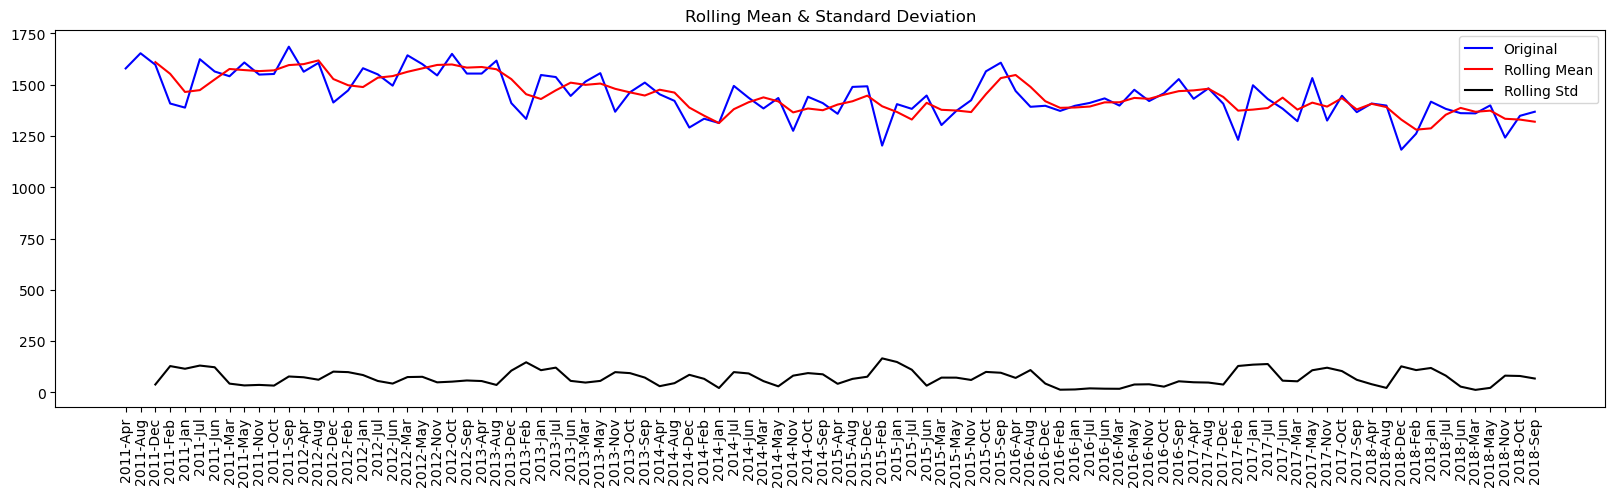 Rolling Mean & Standard Deviation
Original
Rolling Mean
Rolling Std
1750
1500
1250
1000
750
500
250
0
2011-Apr
2011-Aug
2011-Dec
2011-Feb
2011-Jan
2011-Jul
2011-Jun
2011-Mar
2011-May
2011-Nov
2011-Oct
2011-Sep
2012-Apr
2012-Aug
2012-Dec
2012-Feb
2012-Jan
2012-Jul
2012-Jun
2012-Mar
2012-May
2012-Nov
2012-Oct
2012-Sep
2013-Apr
2013-Aug
2013-Dec
2013-Feb
2013-Jan
2013-Jul
2013-Jun
2013-Mar
2013-May
2013-Nov
2013-Oct
2013-Sep
2014-Apr
2014-Aug
2014-Dec
2014-Feb
2014-Jan
2014-Jul
2014-Jun
2014-Mar
2014-May
2014-Nov
2014-Oct
2014-Sep
2015-Apr
2015-Aug
2015-Dec
2015-Feb
2015-Jan
2015-Jul
2015-Jun
2015-Mar
2015-May
2015-Nov
2015-Oct
2015-Sep
2016-Apr
2016-Aug
2016-Dec
2016-Feb
2016-Jan
2016-Jul
2016-Jun
2016-Mar
2016-May
2016-Nov
2016-Oct
2016-Sep
2017-Apr
2017-Aug
2017-Dec
2017-Feb
2017-Jan
2017-Jul
2017-Jun
2017-Mar
2017-May
2017-Nov
2017-Oct
2017-Sep
2018-Apr
2018-Aug
2018-Dec
2018-Feb
2018-Jan
2018-Jul
2018-Jun
2018-Mar
2018-May
2018-Nov
2018-Oct
2018-Sep